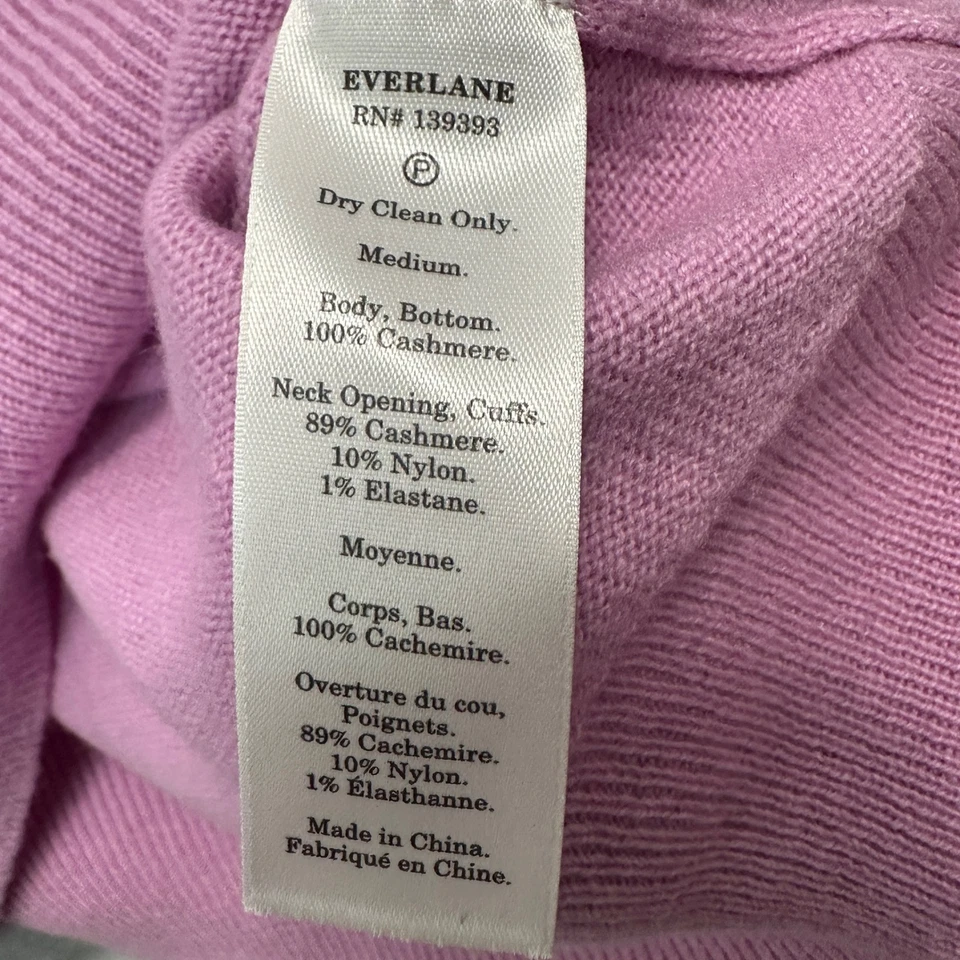 EVERLANE
RN# 139393
P
Dry Clean Only.
Medium.
Body, Bottom.
100% Cashmere.
Neck Opening, Cuffs.
89% Cashmere.
10% Nylon.
1% Elastane.
Moyenne.
Corps, Bas.
100% Cachemire.
Overture du cou,
Poignets.
89% Cachemire.
10% Nylon.
1% Élasthanne.
Made in China.
Fabriqué en Chine.